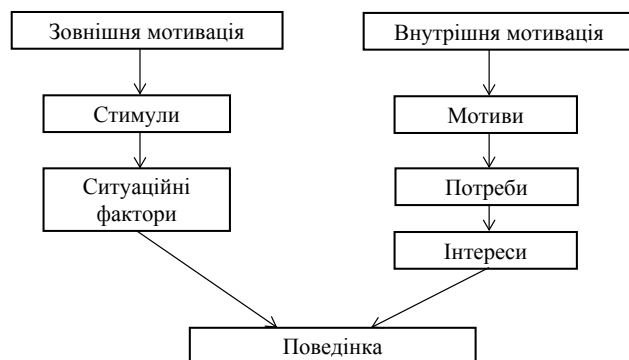 Зовнішня мотивація
Внутрішня мотивація
Стимули
Мотиви
Ситуаційні
фактори
Потреби
Інтереси
Поведінка